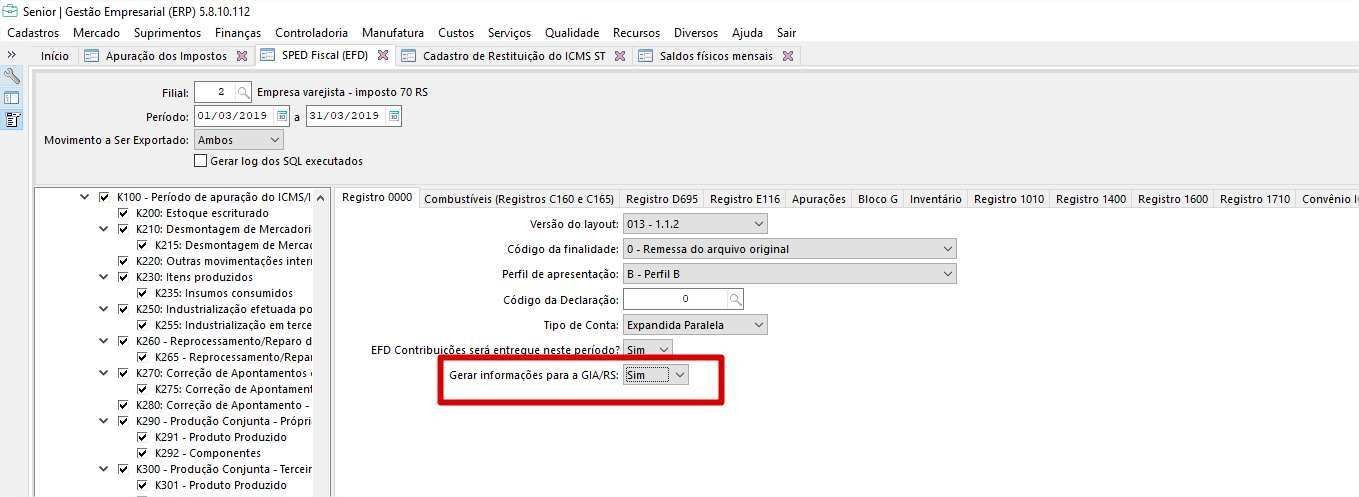 Senior | Gestão Empresarial (ERP) 5.8.10.112
Cadastros Mercado Suprimentos Finanças Controladoria Manufatura Custos Serviços Qualidade Recursos Diversos Ajuda Sair
Início Apuração dos Impostos SPED Fiscal (EFD) Cadastro de Restituição do ICMS ST Saldos físicos mensais
Filial: 2 Empresa varejista - imposto 70 RS
Período: 01/03/2019 a 31/03/2019
Movimento a Ser Exportado: Ambos
Gerar log dos SQL executados
K100 - Período de apuração do ICMS/I
K200: Estoque escriturado
K210: Desmontagem de Mercadori
K215: Desmontagem de Mercad
K220: Outras movimentações inter
K230: Itens produzidos
K235: Insumos consumidos
K250: Industrialização efetuada po
K255: Industrialização em terce
K260 - Reprocessamento/Reparo d
K265 - Reprocessamento/Repar
K270: Correção de Apontamentos
K275: Correção de Apontament
K280: Correção de Apontamento -
K290 - Produção Conjunta - Própri
K291 - Produto Produzido
K292 - Componentes
K300 - Produção Conjunta - Terceir
K301 - Produto Produzido
Registro 0000 Combustíveis (Registros C160 e C165) Registro D695 Registro E116 Apurações Bloco G Inventário Registro 1010 Registro 1400 Registro 1600 Registro 1710 Convênio I
Versão do layout: 013 - 1.1.2
Código da finalidade: 0 - Remessa do arquivo original
Perfil de apresentação: B - Perfil B
Código da Declaração: 0
Tipo de Conta: Expandida Paralela
EFD Contribuições será entregue neste período? Sim
Gerar informações para a GIA/RS: Sim